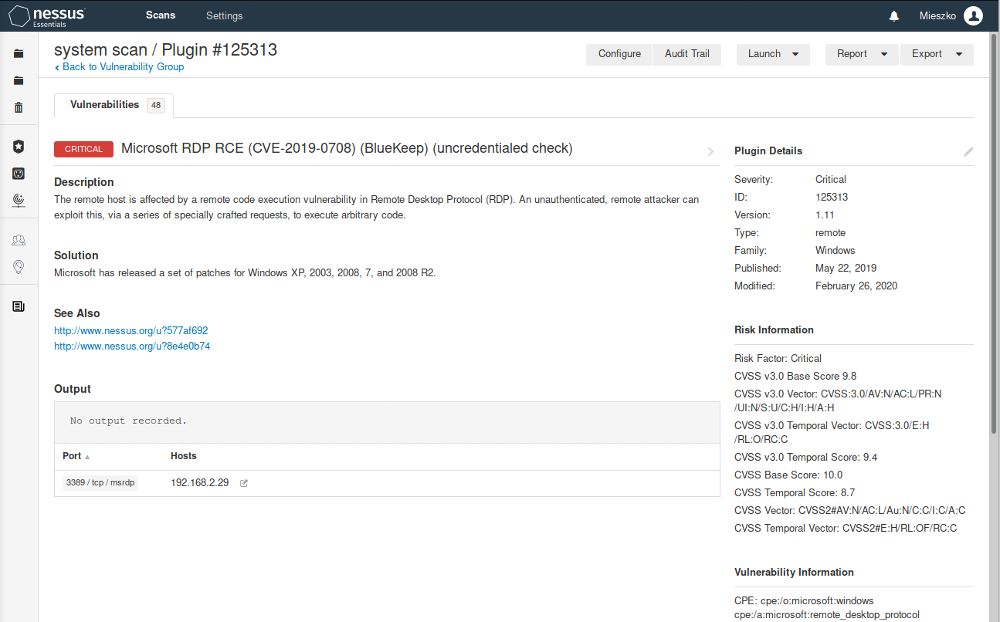 nessus
Essentials
Scans
Settings
Mieszko
system scan / Plugin #125313
Back to Vulnerability Group
Configure
Audit Trail
Launch
Report
Export
Vulnerabilities 48
CRITICAL Microsoft RDP RCE (CVE-2019-0708) (BlueKeep) (uncredentialed check)
Description
The remote host is affected by a remote code execution vulnerability in Remote Desktop Protocol (RDP). An unauthenticated, remote attacker can
exploit this, via a series of specially crafted requests, to execute arbitrary code.
Solution
Microsoft has released a set of patches for Windows XP, 2003, 2008, 7, and 2008 R2.
See Also
http://www.nessus.org/u?577af692
http://www.nessus.org/u?8e4e0b74
Output
No output recorded.
Port Hosts
3389 / tcp / msrdp 192.168.2.29
Plugin Details
Severity: Critical
ID: 125313
Version: 1.11
Type: remote
Family: Windows
Published: May 22, 2019
Modified: February 26, 2020
Risk Information
Risk Factor: Critical
CVSS v3.0 Base Score 9.8
CVSS v3.0 Vector: CVSS:3.0/AV:N/AC:L/PR:N
/UI:N/S:U/C:H/I:H/A:H
CVSS v3.0 Temporal Vector: CVSS:3.0/E:H
/RL:O/RC:C
CVSS v3.0 Temporal Score: 9.4
CVSS Base Score: 10.0
CVSS Temporal Score: 8.7
CVSS Vector: CVSS2#AV:N/AC:L/Au:N/C:C/I:C/A:C
CVSS Temporal Vector: CVSS2#E:H/RL:OF/RC:C
Vulnerability Information
CPE: cpe:/o:microsoft:windows
cpe:/a:microsoft:remote_desktop_protocol